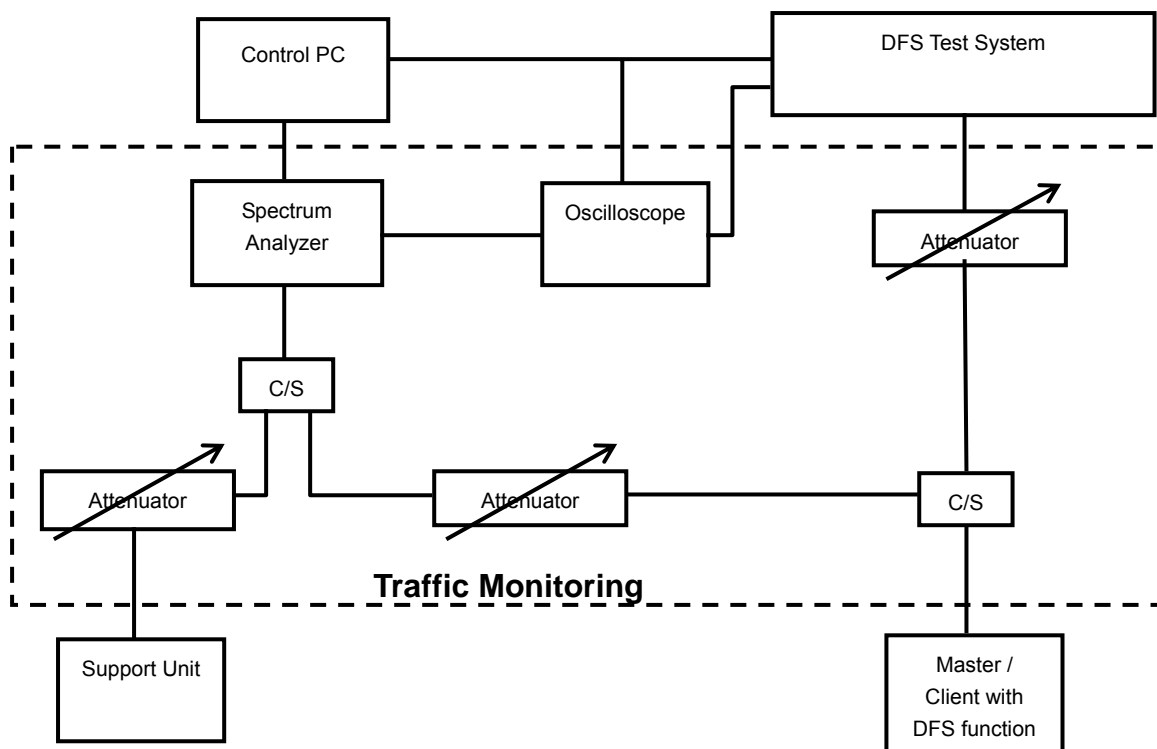 Control PC
DFS Test System
Spectrum
Analyzer
Oscilloscope
Attenuator
C/S
Attenuator
Attenuator
C/S
Traffic Monitoring
Support Unit
Master /
Client with
DFS function